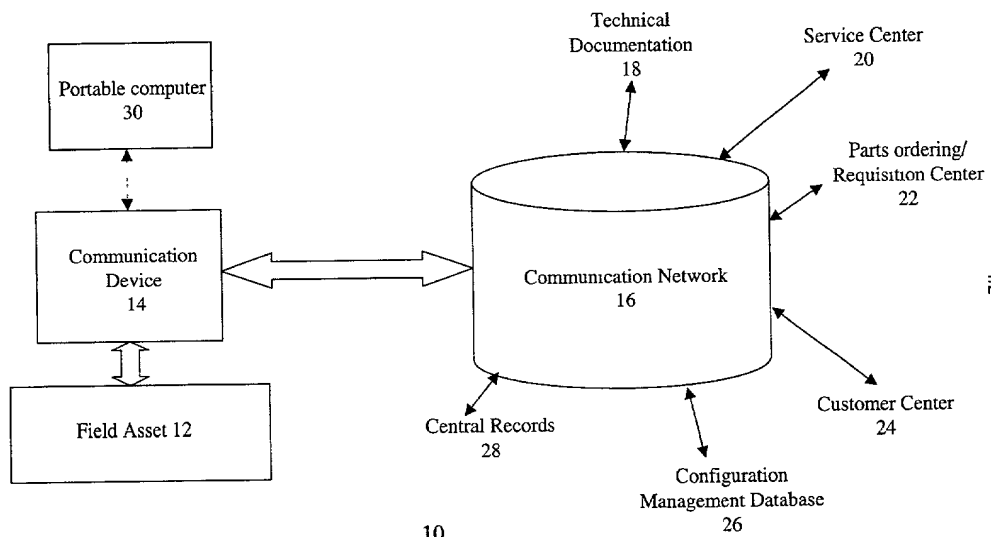 Technical
Documentation
18
Service Center
20
Portable computer
30
Parts ordering/
Requisition Center
22
Communication
Device
14
Communication Network
16
Field Asset 12
Central Records
28
Customer Center
24
Configuration
Management Database
26
10